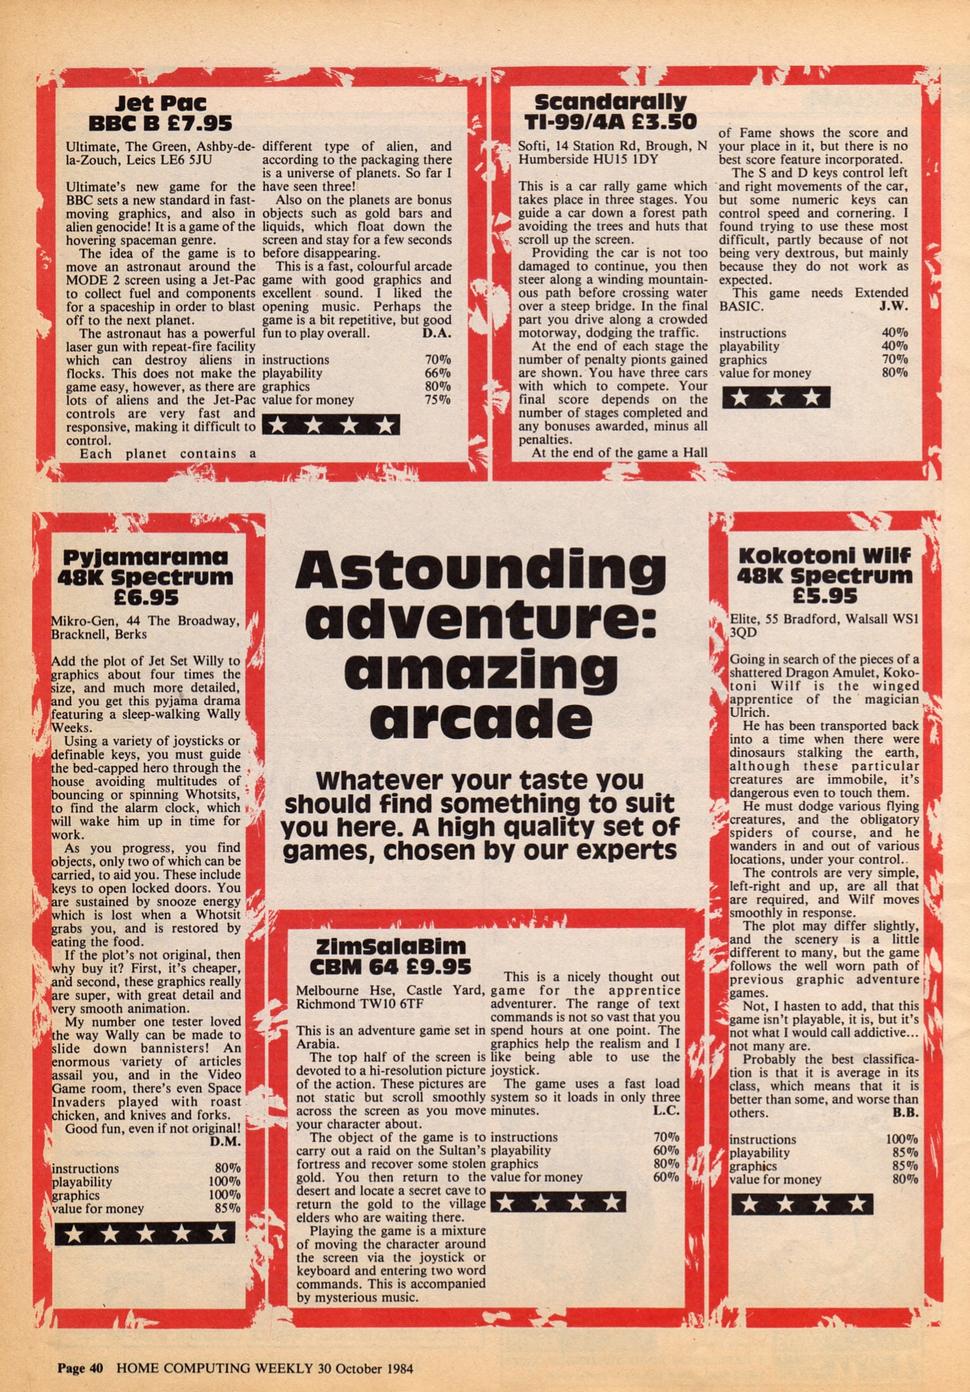 Jet Pac
BBC B £7.95
Ultimate, The Green, Ashby-de-
la-Zouch, Leics LE6 5JU
Ultimate's new game for the
BBC sets a new standard in fast-
moving graphics, and also in
alien genocide! It is a game of the
hovering spaceman genre.
The idea of the game is to
move an astronaut around the
MODE 2 screen using a Jet-Pac
to collect fuel and components
for a spaceship in order to blast
off to the next planet.
The astronaut has a powerful
laser gun with repeat-fire facility
which can destroy aliens in
flocks. This does not make the
game easy, however, as there are
lots of aliens and the Jet-Pac
controls are very fast and
responsive, making it difficult to
control.
Each planet contains a
different type of alien, and
according to the packaging there
is a universe of planets. So far I
have seen three!
Also on the planets are bonus
objects such as gold bars and
liquids, which float down the
screen and stay for a few seconds
before disappearing.
This is a fast, colourful arcade
game with good graphics and
excellent sound. I liked the
opening music. Perhaps the
game is a bit repetitive, but good
fun to play overall. D.A.
instructions 70%
playability 66%
graphics 80%
value for money 75%
Scandarally
TI-99/4A £3.50
Softi, 14 Station Rd, Brough, N
Humberside HU15 1DY
This is a car rally game which
takes place in three stages. You
guide a car down a forest path
avoiding the trees and huts that
scroll up the screen.
Providing the car is not too
damaged to continue, you then
steer along a winding mountain-
ous path before crossing water
over a steep bridge. In the final
part you drive along a crowded
motorway, dodging the traffic.
At the end of each stage the
number of penalty pionts gained
are shown. You have three cars
with which to compete. Your
final score depends on the
number of stages completed and
any bonuses awarded, minus all
penalties.
At the end of the game a Hall
of Fame shows the score and
your place in it, but there is no
best score feature incorporated.
The S and D keys control left
and right movements of the car,
but some numeric keys can
control speed and cornering. I
found trying to use these most
difficult, partly because of not
being very dextrous, but mainly
because they do not work as
expected.
This game needs Extended
BASIC. J.W.
instructions 40%
playability 40%
graphics 70%
value for money 80%
Pyjamarama
48K Spectrum
£6.95
Mikro-Gen, 44 The Broadway,
Bracknell, Berks
Add the plot of Jet Set Willy to
graphics about four times the
size, and much more detailed,
and you get this pyjama drama
featuring a sleep-walking Wally
Weeks.
Using a variety of joysticks or
definable keys, you must guide
the bed-capped hero through the
house avoiding multitudes of
bouncing or spinning Whotsits,
to find the alarm clock, which
will wake him up in time for
work.
As you progress, you find
objects, only two of which can be
carried, to aid you. These include
keys to open locked doors. You
are sustained by snooze energy
which is lost when a Whotsit
grabs you, and is restored by
eating the food.
If the plot's not original, then
why buy it? First, it's cheaper,
and second, these graphics really
are super, with great detail and
very smooth animation.
My number one tester loved
the way Wally can be made to
slide down bannisters! An
enormous variety of articles
assail you, and in the Video
Game room, there's even Space
Invaders played with roast
chicken, and knives and forks.
Good fun, even if not original!
D.M.
instructions 80%
playability 100%
graphics 100%
value for money 85%
Astounding
adventure:
amazing
arcade
Whatever your taste you
should find something to suit
you here. A high quality set of
games, chosen by our experts
ZimSalaBim
CBM 64 £9.95
Melbourne Hse, Castle Yard,
Richmond TW10 6TF
This is an adventure game set in
Arabia.
The top half of the screen is
devoted to a hi-resolution picture
of the action. These pictures are
not static but scroll smoothly
across the screen as you move
your character about.
The object of the game is to
carry out a raid on the Sultan's
fortress and recover some stolen
gold. You then return to the
desert and locate a secret cave to
return the gold to the village
elders who are waiting there.
Playing the game is a mixture
of moving the character around
the screen via the joystick or
keyboard and entering two word
commands. This is accompanied
by mysterious music.
This is a nicely thought out
game for the apprentice
adventurer. The range of text
commands is not so vast that you
spend hours at one point. The
graphics help the realism and I
like being able to use the
joystick.
The game uses a fast load
system so it loads in only three
minutes. L.C.
instructions 70%
playability 60%
graphics 80%
value for money 60%
Kokotoni Wilf
48K Spectrum
£5.95
Elite, 55 Bradford, Walsall WS1
3QD
Going in search of the pieces of a
shattered Dragon Amulet, Koko-
toni Wilf is the winged
apprentice of the magician
Ulrich.
He has been transported back
into a time when there were
dinosaurs stalking the earth,
although these particular
creatures are immobile, it's
dangerous even to touch them.
He must dodge various flying
creatures, and the obligatory
spiders of course, and he
wanders in and out of various
locations, under your control..
The controls are very simple,
left-right and up, are all that
are required, and Wilf moves
smoothly in response.
The plot may differ slightly,
and the scenery is a little
different to many, but the game
follows the well worn path of
previous graphic adventure
games.
Not, I hasten to add, that this
game isn't playable, it is, but it's
not what I would call addictive...
not many are.
Probably the best classifica-
tion is that it is average in its
class, which means that it is
better than some, and worse than
others. B.B.
instructions 100%
playability 85%
graphics 85%
value for money 80%
Page 40 HOME COMPUTING WEEKLY 30 October 1984